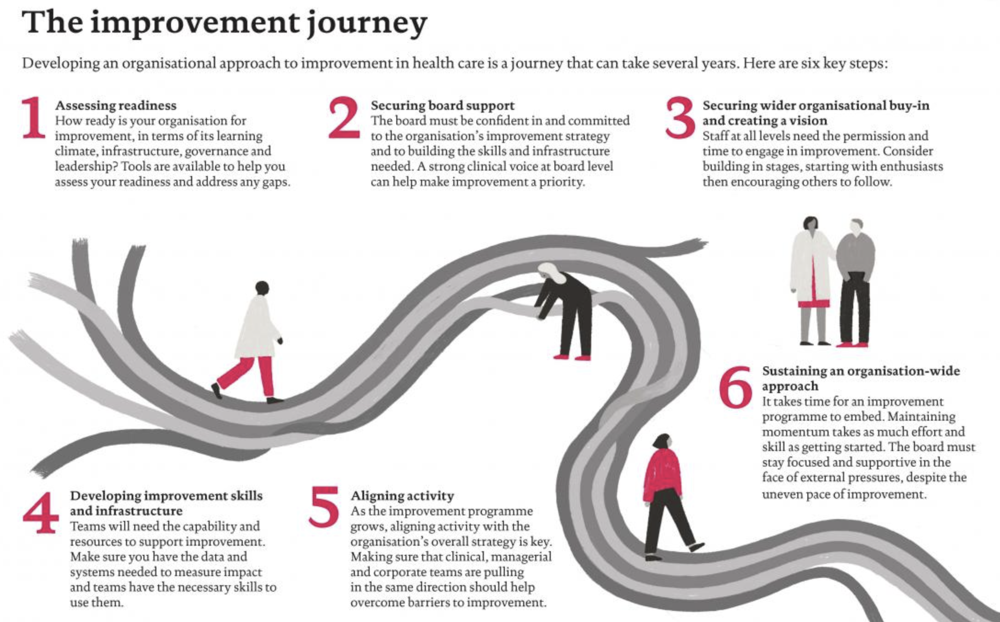 The improvement journey
Developing an organisational approach to improvement in health care is a journey that can take several years. Here are six key steps:
1
Assessing readiness
How ready is your organisation for
improvement, in terms of its learning
climate, infrastructure, governance and
leadership? Tools are available to help you
assess your readiness and address any gaps.
2
Securing board support
The board must be confident in and committed
to the organisation's improvement strategy
and to building the skills and infrastructure
needed. A strong clinical voice at board level
can help make improvement a priority.
3
Securing wider organisational buy-in
and creating a vision
Staff at all levels need the permission and
time to engage in improvement. Consider
building in stages, starting with enthusiasts
then encouraging others to follow.
4
Developing improvement skills
and infrastructure
Teams will need the capability and
resources to support improvement.
Make sure you have the data and
systems needed to measure impact
and teams have the necessary skills to
use them.
5
Aligning activity
As the improvement programme
grows, aligning activity with the
organisation's overall strategy is key.
Making sure that clinical, managerial
and corporate teams are pulling
in the same direction should help
overcome barriers to improvement.
6
Sustaining an organisation-wide
approach
It takes time for an improvement
programme to embed. Maintaining
momentum takes as much effort and
skill as getting started. The board must
stay focused and supportive in the
face of external pressures, despite the
uneven pace of improvement.